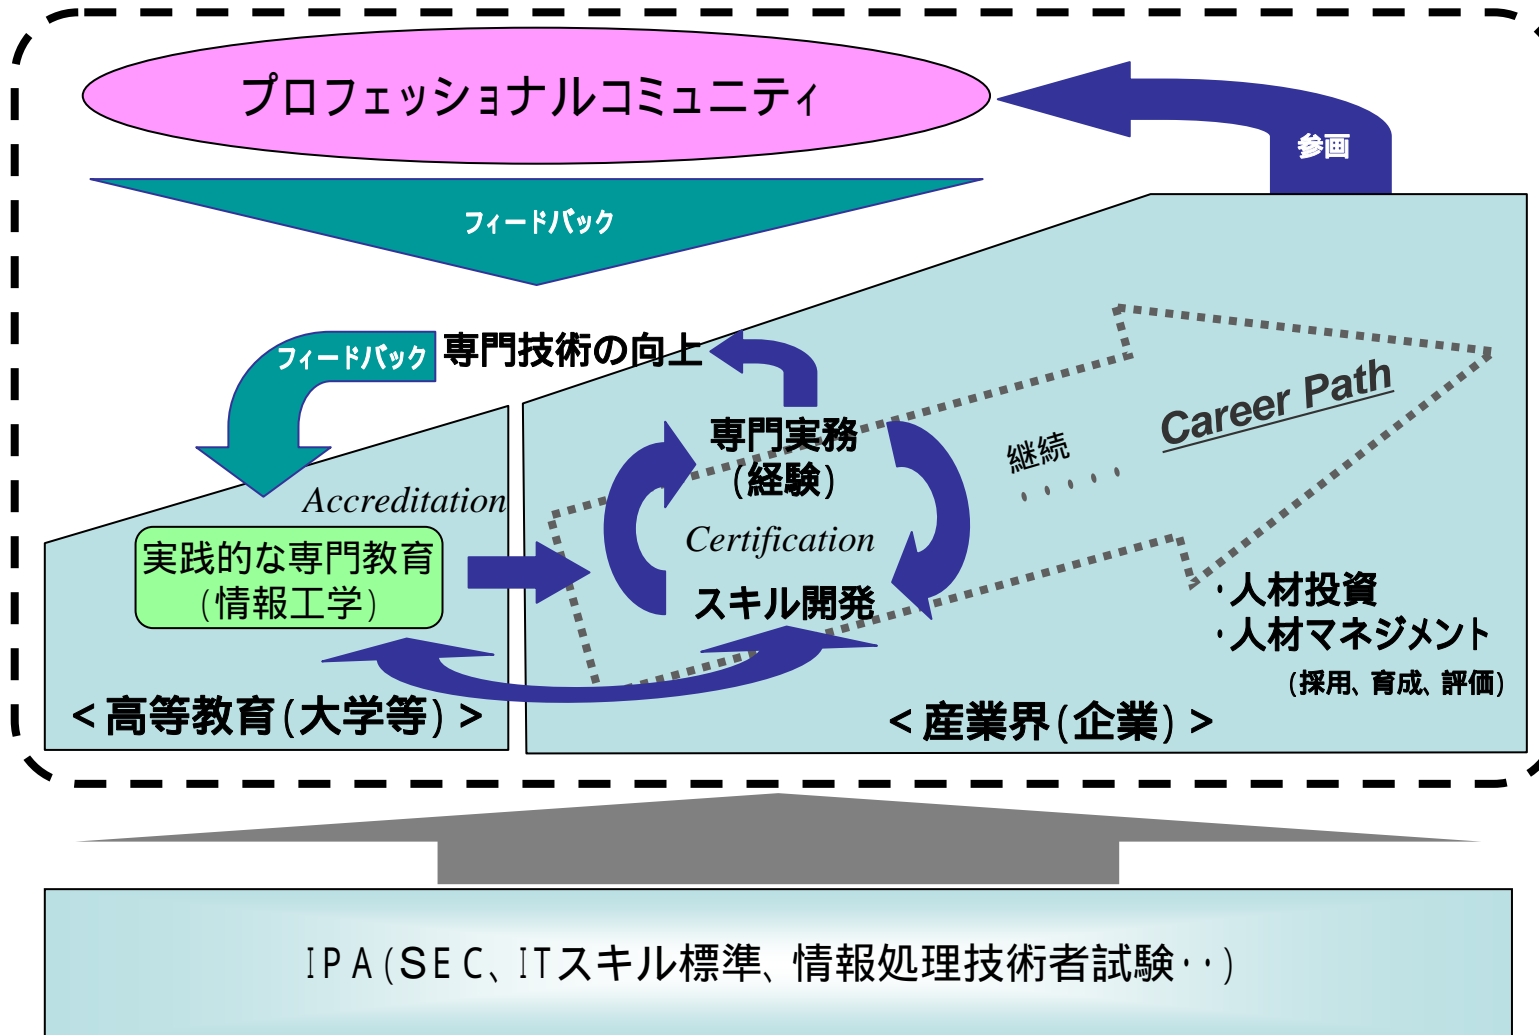 プロフェッショナルコミュニティ
参画
フィードバック
フィードバック
専門技術の向上
Career Path
専門実務
(経験)
継続
・・・・・
Accreditation
Certification
実践的な専門教育
(情報工学)
スキル開発
・人材投資
・人材マネジメント
(採用、育成、評価)
<高等教育(大学等)>
<産業界(企業)>
IPA(SEC、ITスキル標準、情報処理技術者試験・・)